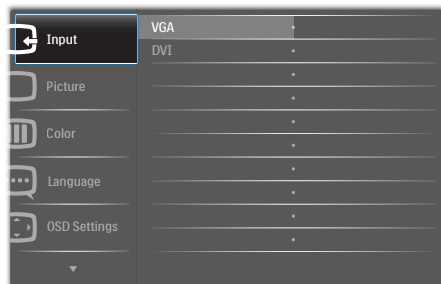 Input
VGA
DVI
Picture
Color
Language
OSD Settings